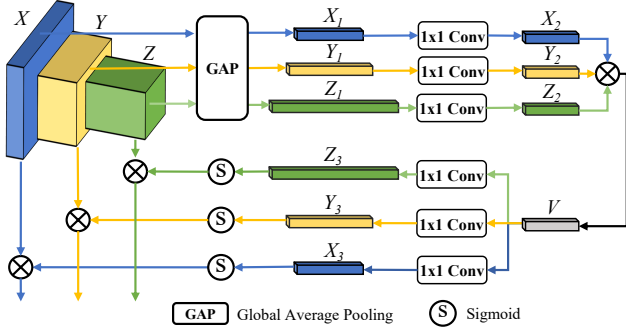 X Y Z
GAP
X₁ 1x1 Conv X₂
Y₁ 1x1 Conv Y₂
Z₁ 1x1 Conv Z₂
S Z₃ 1x1 Conv
S Y₃ 1x1 Conv V
S X₃ 1x1 Conv
GAP Global Average Pooling S Sigmoid